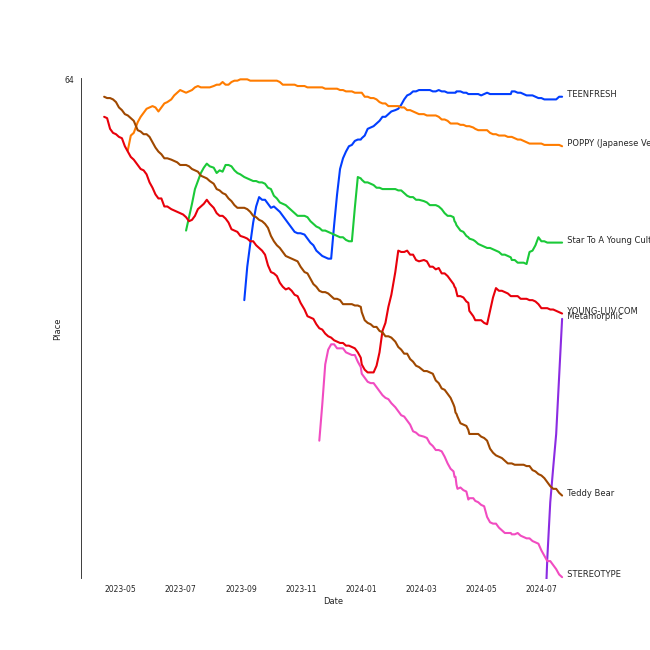 64
TEENFRESH
POPPY (Japanese Ve
Star To A Young Cult
YOUNG-LUV.COM
Metamorphic
Place
Teddy Bear
STEREOTYPE
2023-05 2023-07 2023-09 2023-11 2024-01 2024-03 2024-05 2024-07
Date